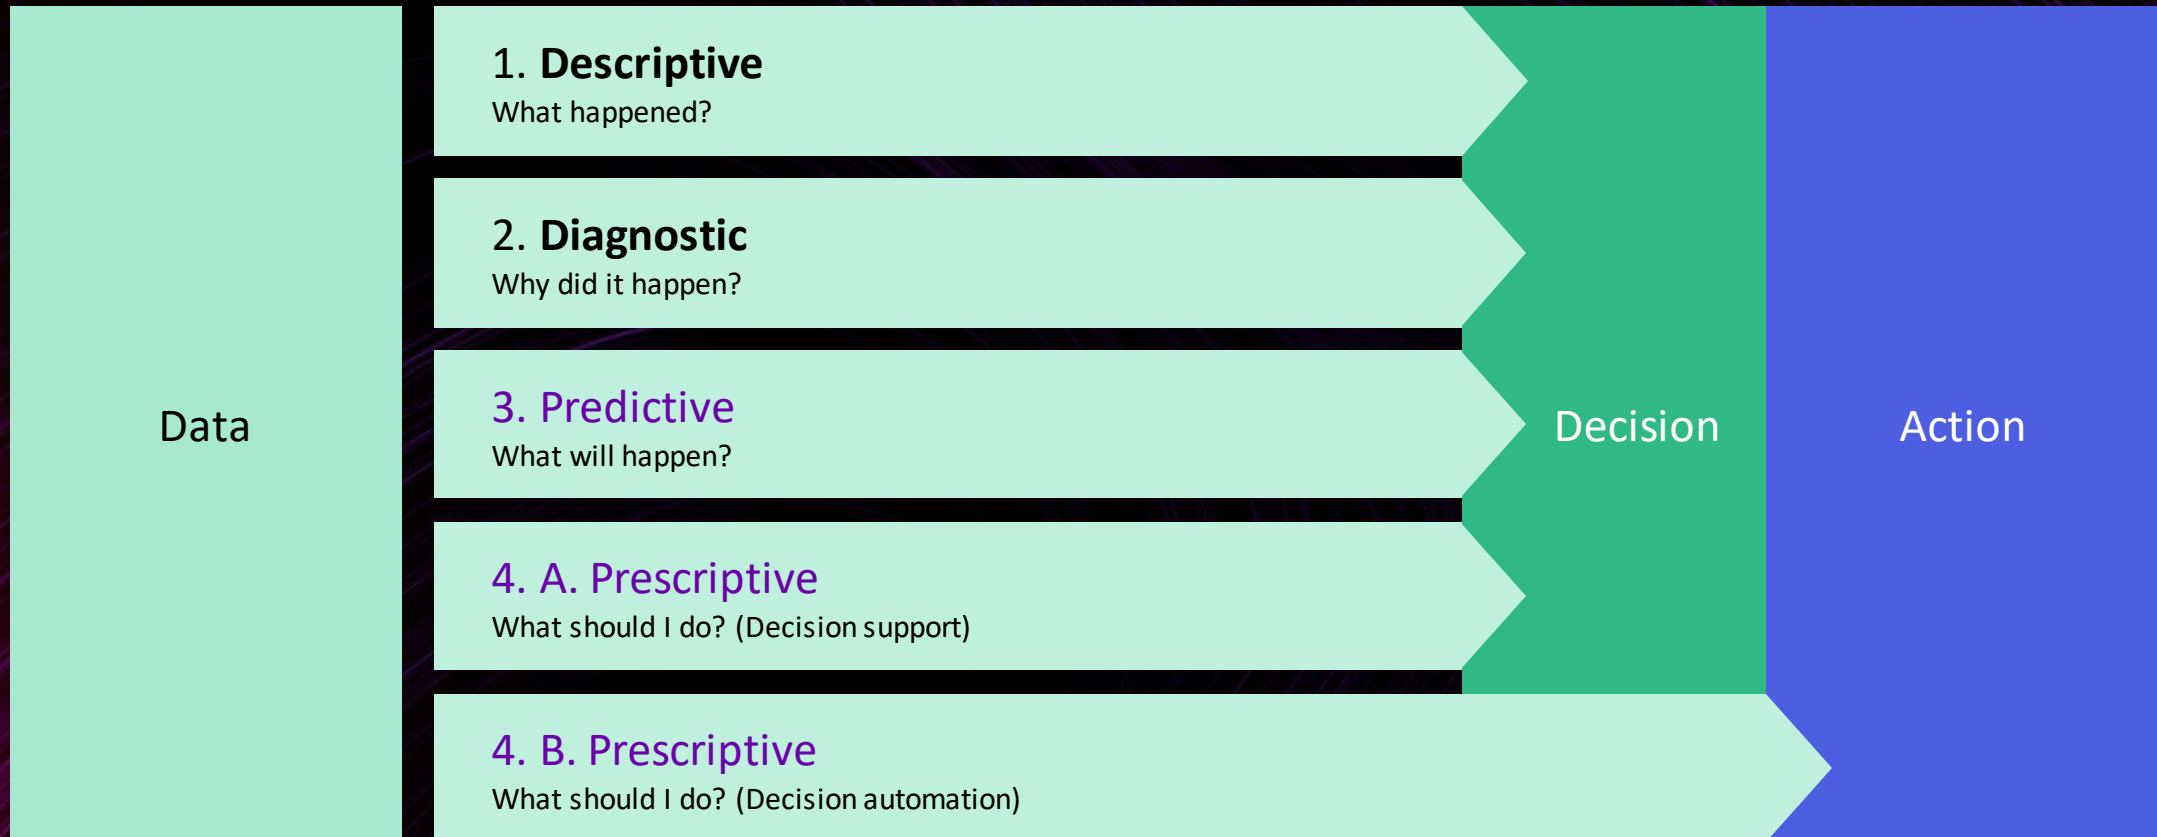 Data
1. Descriptive
What happened?
2. Diagnostic
Why did it happen?
3. Predictive
What will happen?
4. A. Prescriptive
What should I do? (Decision support)
4. B. Prescriptive
What should I do? (Decision automation)
Decision
Action